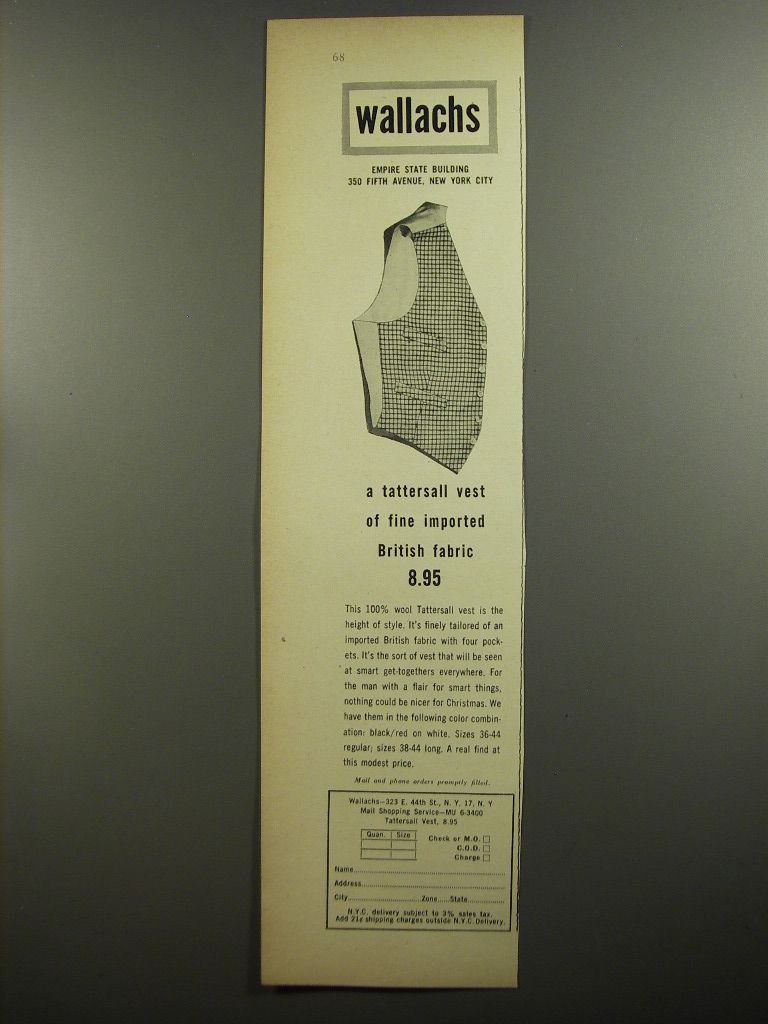 68
wallachs
EMPIRE STATE BUILDING
350 FIFTH AVENUE, NEW YORK CITY
a tattersall vest
of fine imported
British fabric
8.95
This 100% wool Tattersall vest is the
height of style. It's finely tailored of an
imported British fabric with four pock-
ets. It's the sort of vest that will be seen
at smart get-togethers everywhere. For
the man with a flair for smart things,
nothing could be nicer for Christmas. We
have them in the following color combin-
ation: black/red on white. Sizes 36-44
regular; sizes 38-44 long. A real find at
this modest price.
Mail and phone orders promptly filled.
Wallachs—323 E. 44th St., N. Y. 17, N. Y
Mail Shopping Service—MU 6-3400
Tattersall Vest, 8.95
Quan. Size
Check or M.O.
C.O.D.
Charge
Name
Address
City Zone State
N.Y.C. delivery subject to 3% sales tax.
Add 21¢ shipping charges outside N.Y.C. Delivery.